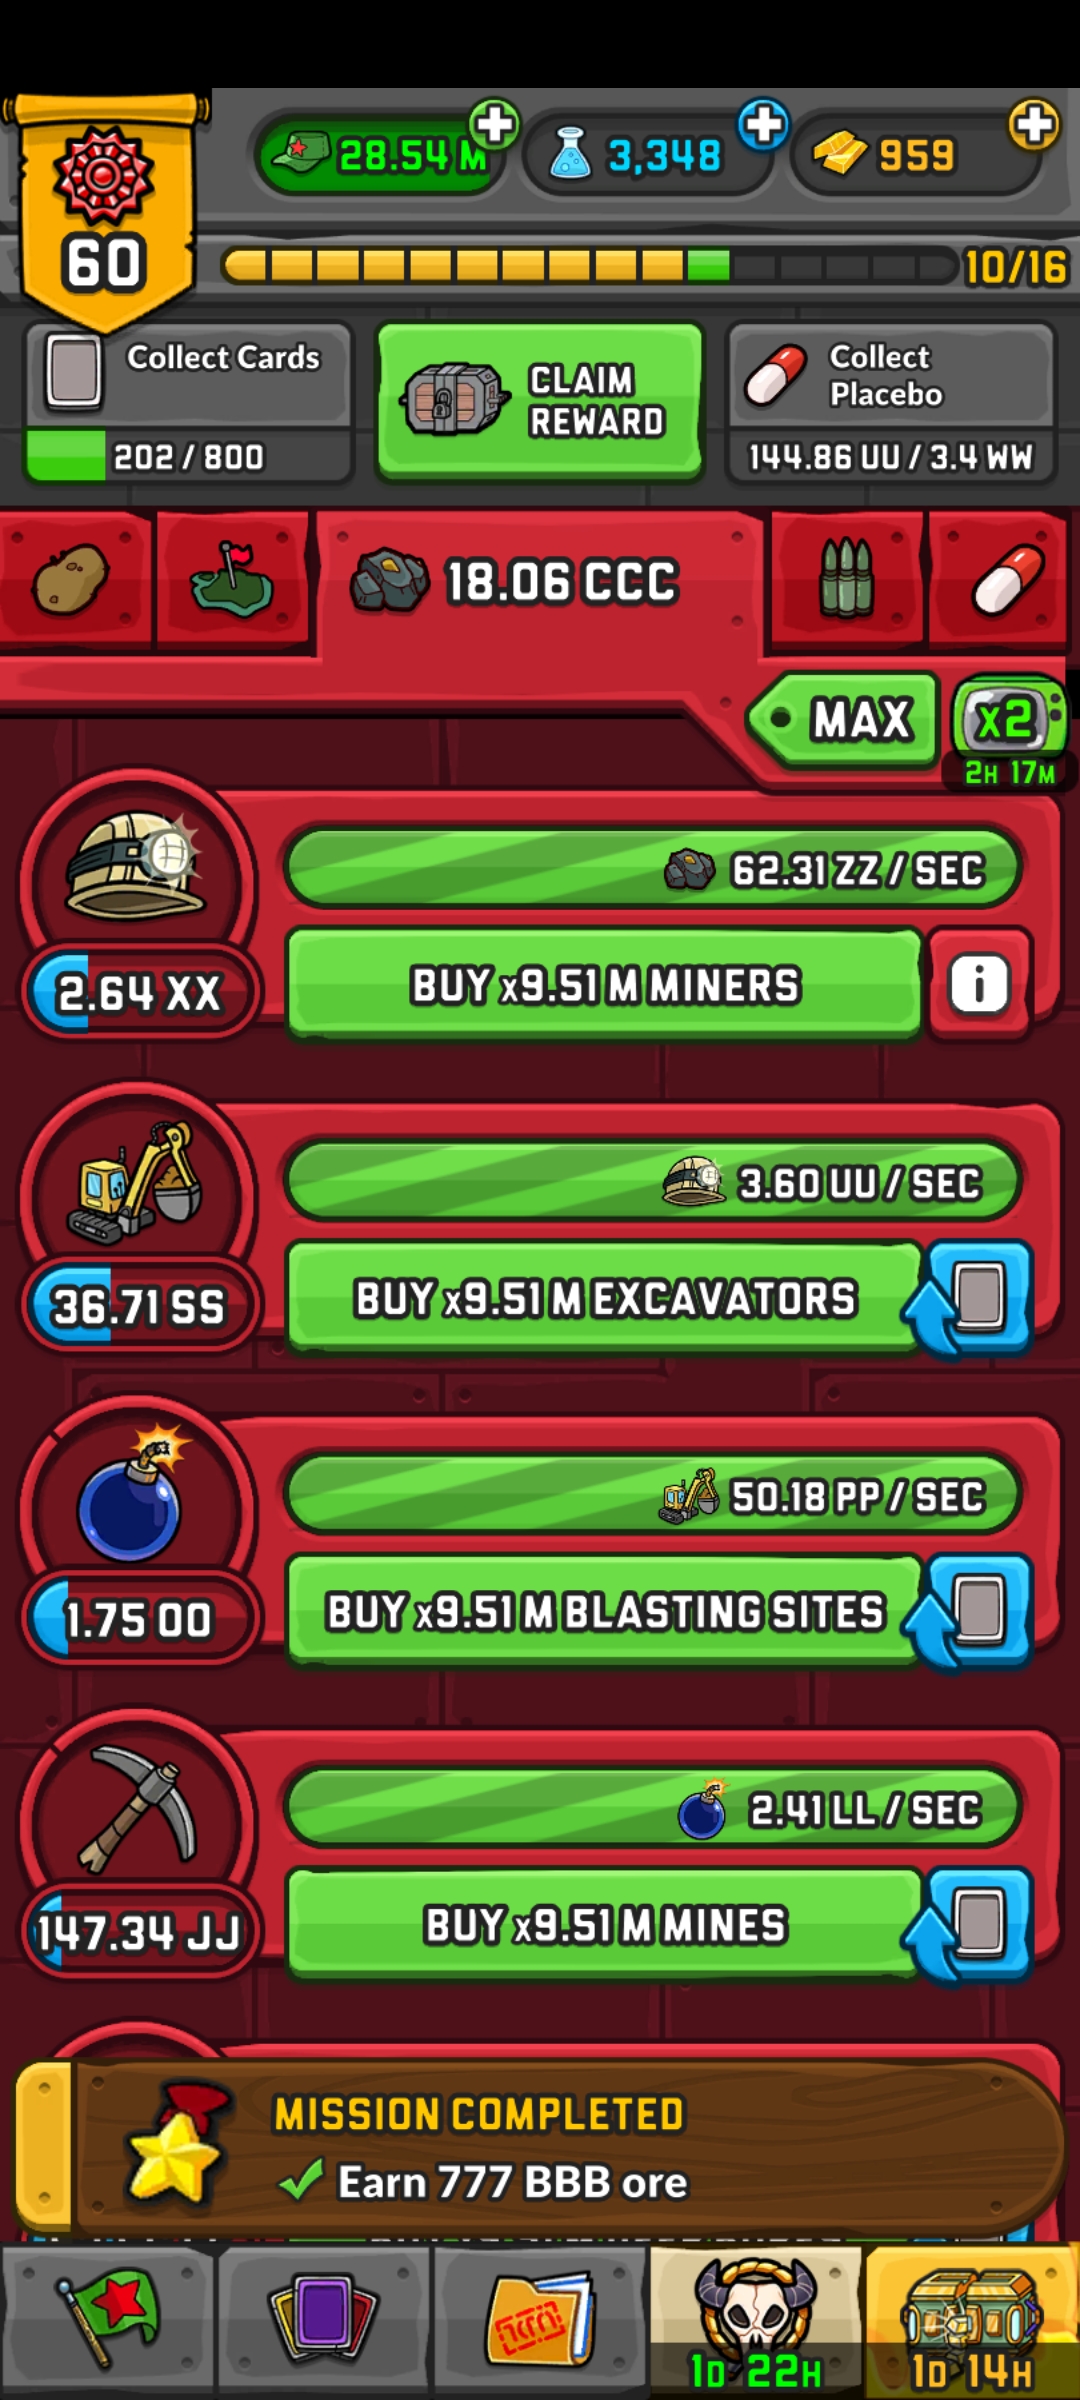 28.54 M
3,348
959
60
10/16
Collect Cards
202 / 800
CLAIM
REWARD
Collect
Placebo
144.86 UU / 3.4 WW
18.06 CCC
MAX
x2
2H 17M
62.31 ZZ / SEC
2.64 XX
BUY x9.51 M MINERS
i
3.60 UU / SEC
36.71 SS
BUY x9.51 M EXCAVATORS
50.18 PP / SEC
1.75 OO
BUY x9.51 M BLASTING SITES
2.41 LL / SEC
147.34 JJ
BUY x9.51 M MINES
MISSION COMPLETED
Earn 777 BBB ore
1D 22H
1D 14H